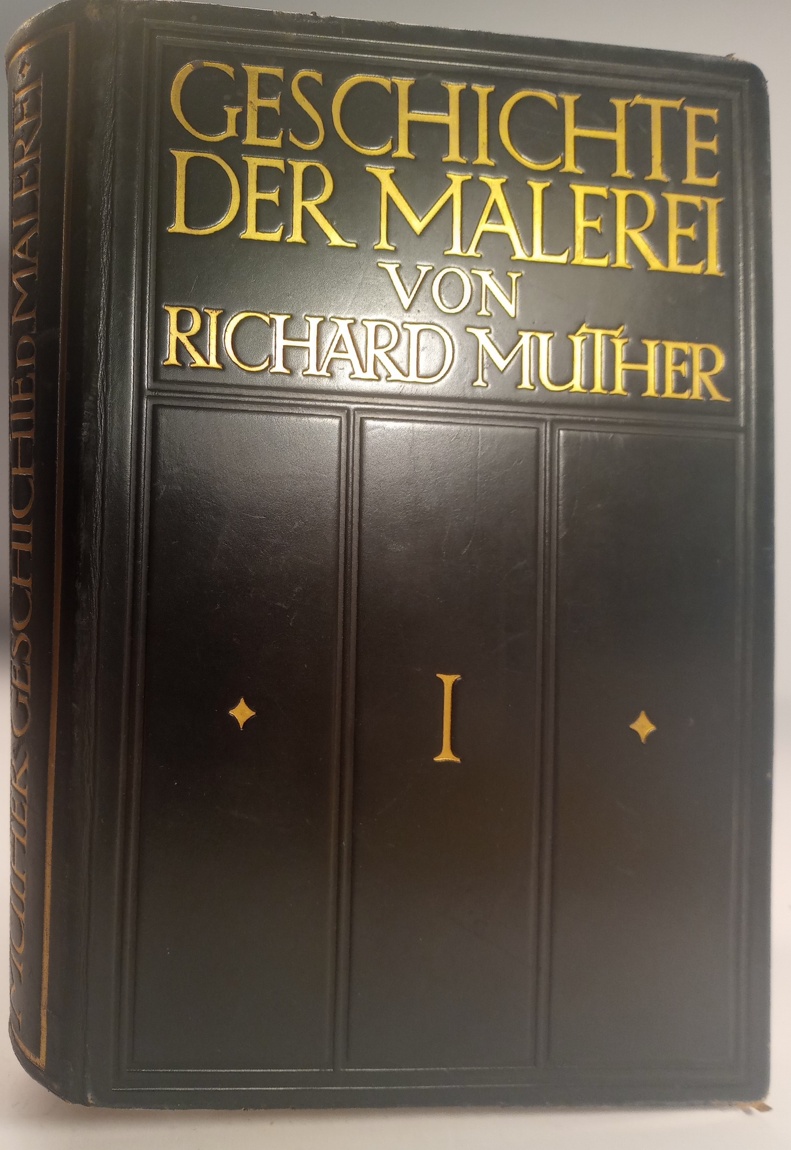 GESCHICHTE
DER MALEREI
VON
RICHARD MUTHER
I
MUTHER GESCHICHTE D. MALEREI